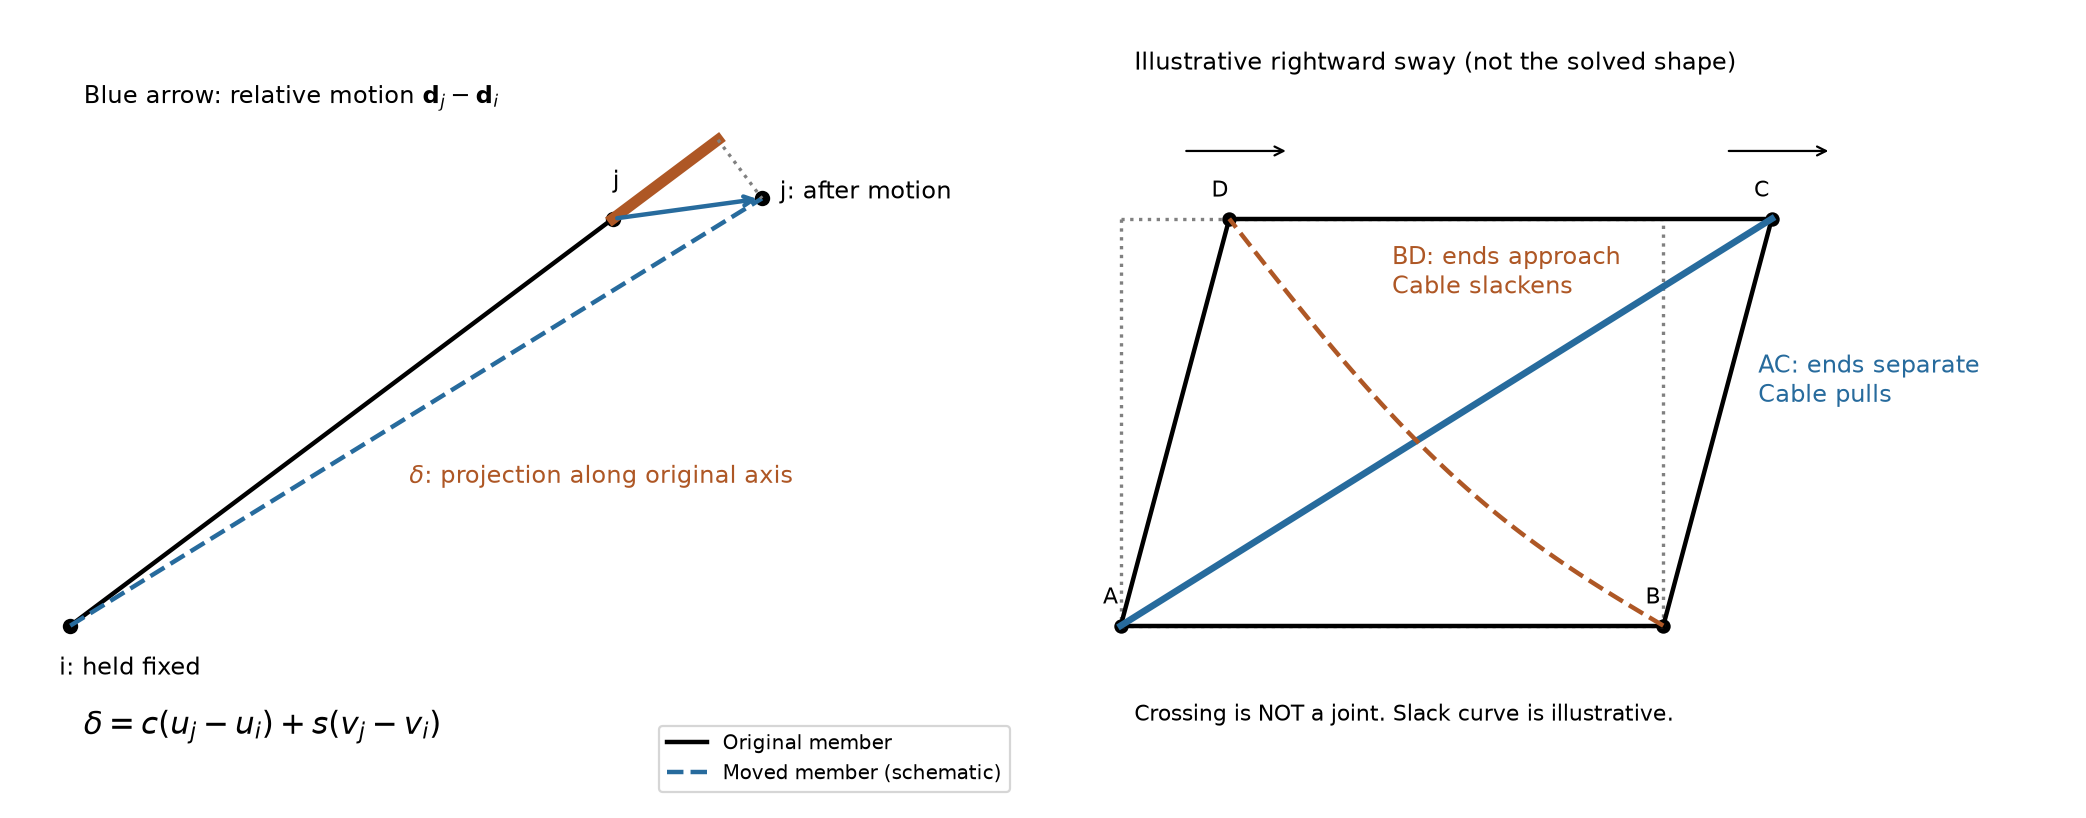 Blue arrow: relative motion d_j − d_i
j
j: after motion
δ: projection along original axis
i: held fixed
δ = c(u_j − u_i) + s(v_j − v_i)
Original member
Moved member (schematic)
Illustrative rightward sway (not the solved shape)
D
C
BD: ends approach
Cable slackens
AC: ends separate
Cable pulls
A
B
Crossing is NOT a joint. Slack curve is illustrative.